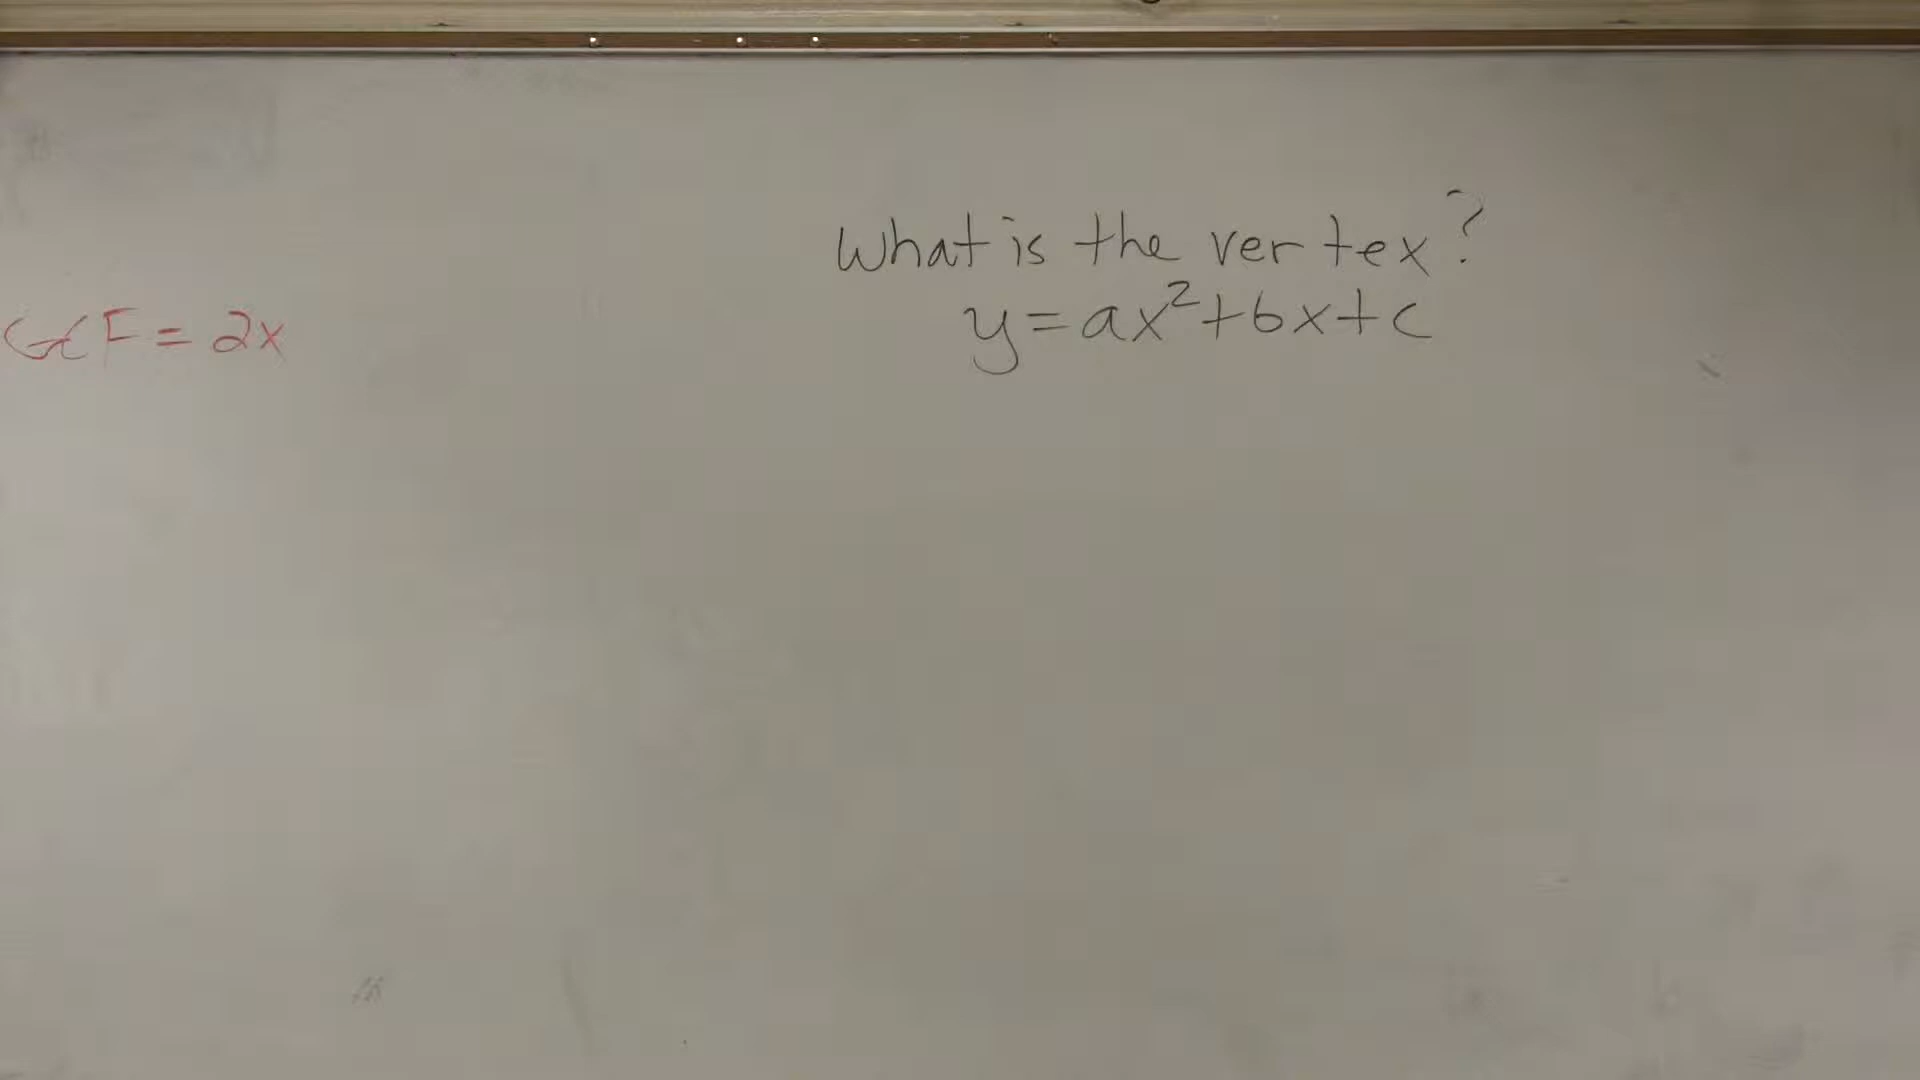 What is the vertex?
y=ax²+bx+c
GCF=2x